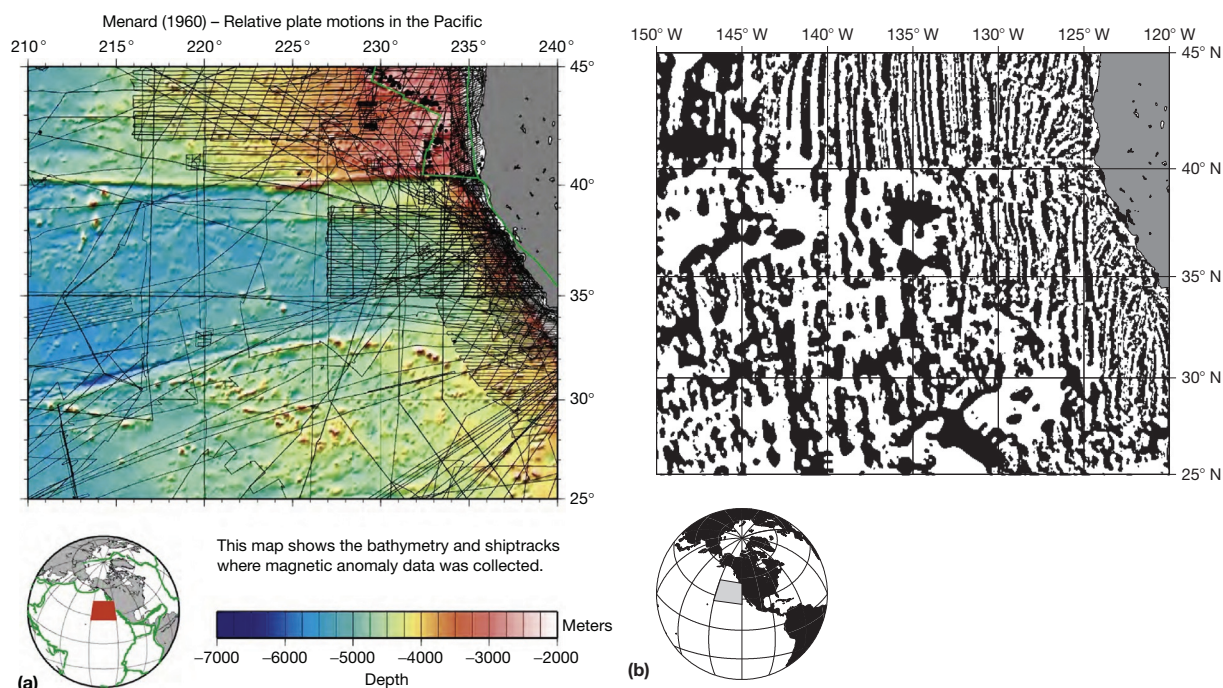 Menard (1960) – Relative plate motions in the Pacific
210 ° 215° 220 ° 225° 230 ° 235° 240 °
45°
40°
35°
30°
25°
This map shows the bathymetry and shiptracks
where magnetic anomaly data was collected.
Meters
–7000 –6000 –5000 –4000 –3000 –2000
Depth
(a)
150° W 145° W 140° W 135° W 130° W 125° W 120° W
45° N
40° N
35° N
30° N
25° N
(b)